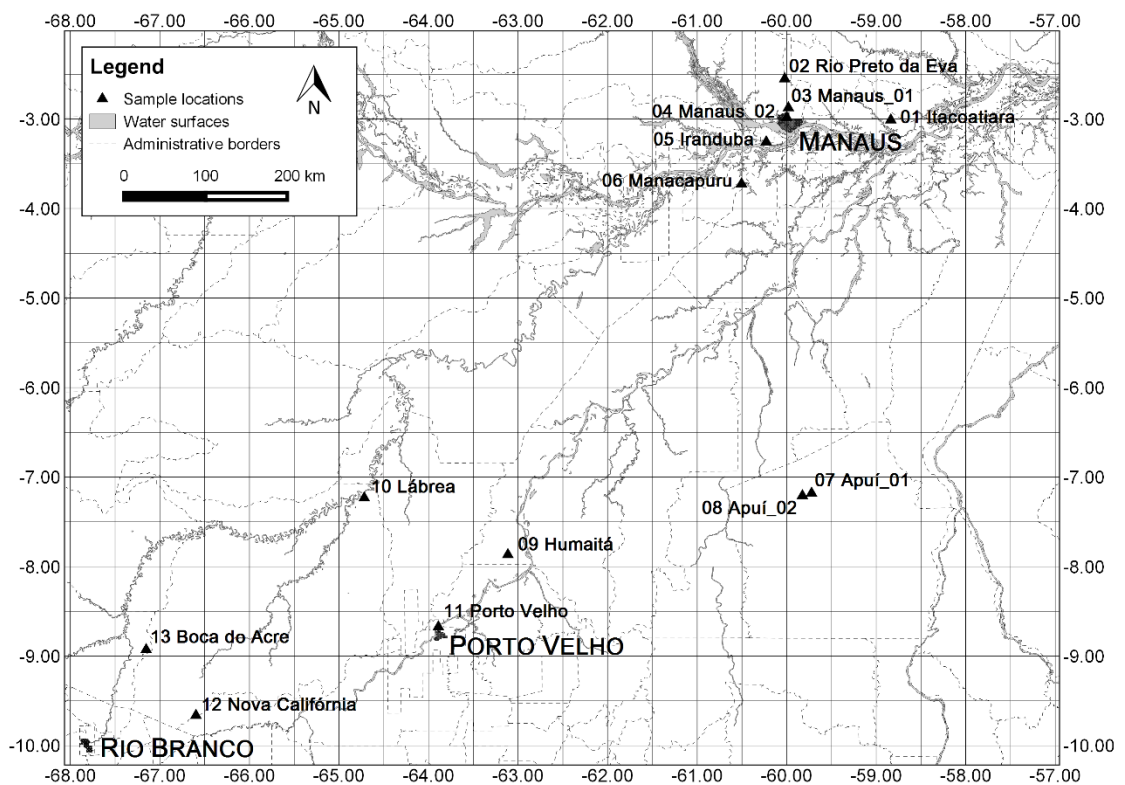 -68.00 -67.00 -66.00 -65.00 -64.00 -63.00 -62.00 -61.00 -60.00 -59.00 -58.00 -57.00
Legend
Sample locations
Water surfaces
Administrative borders
0 100 200 km
N
02 Rio Preto da Eva
03 Manaus_01
04 Manaus_02
01 Itacoatiara
-3.00 -3.00
05 Iranduba
MANAUS
06 Manacapuru
-4.00 -4.00
-5.00 -5.00
-6.00 -6.00
-7.00 -7.00
10 Lábrea
07 Apuí_01
08 Apuí_02
09 Humaitá
-8.00 -8.00
11 Porto Velho
PORTO VELHO
13 Boca do Acre
-9.00 -9.00
12 Nova Califórnia
RIO BRANCO
-10.00 -10.00
-68.00 -67.00 -66.00 -65.00 -64.00 -63.00 -62.00 -61.00 -60.00 -59.00 -58.00 -57.00